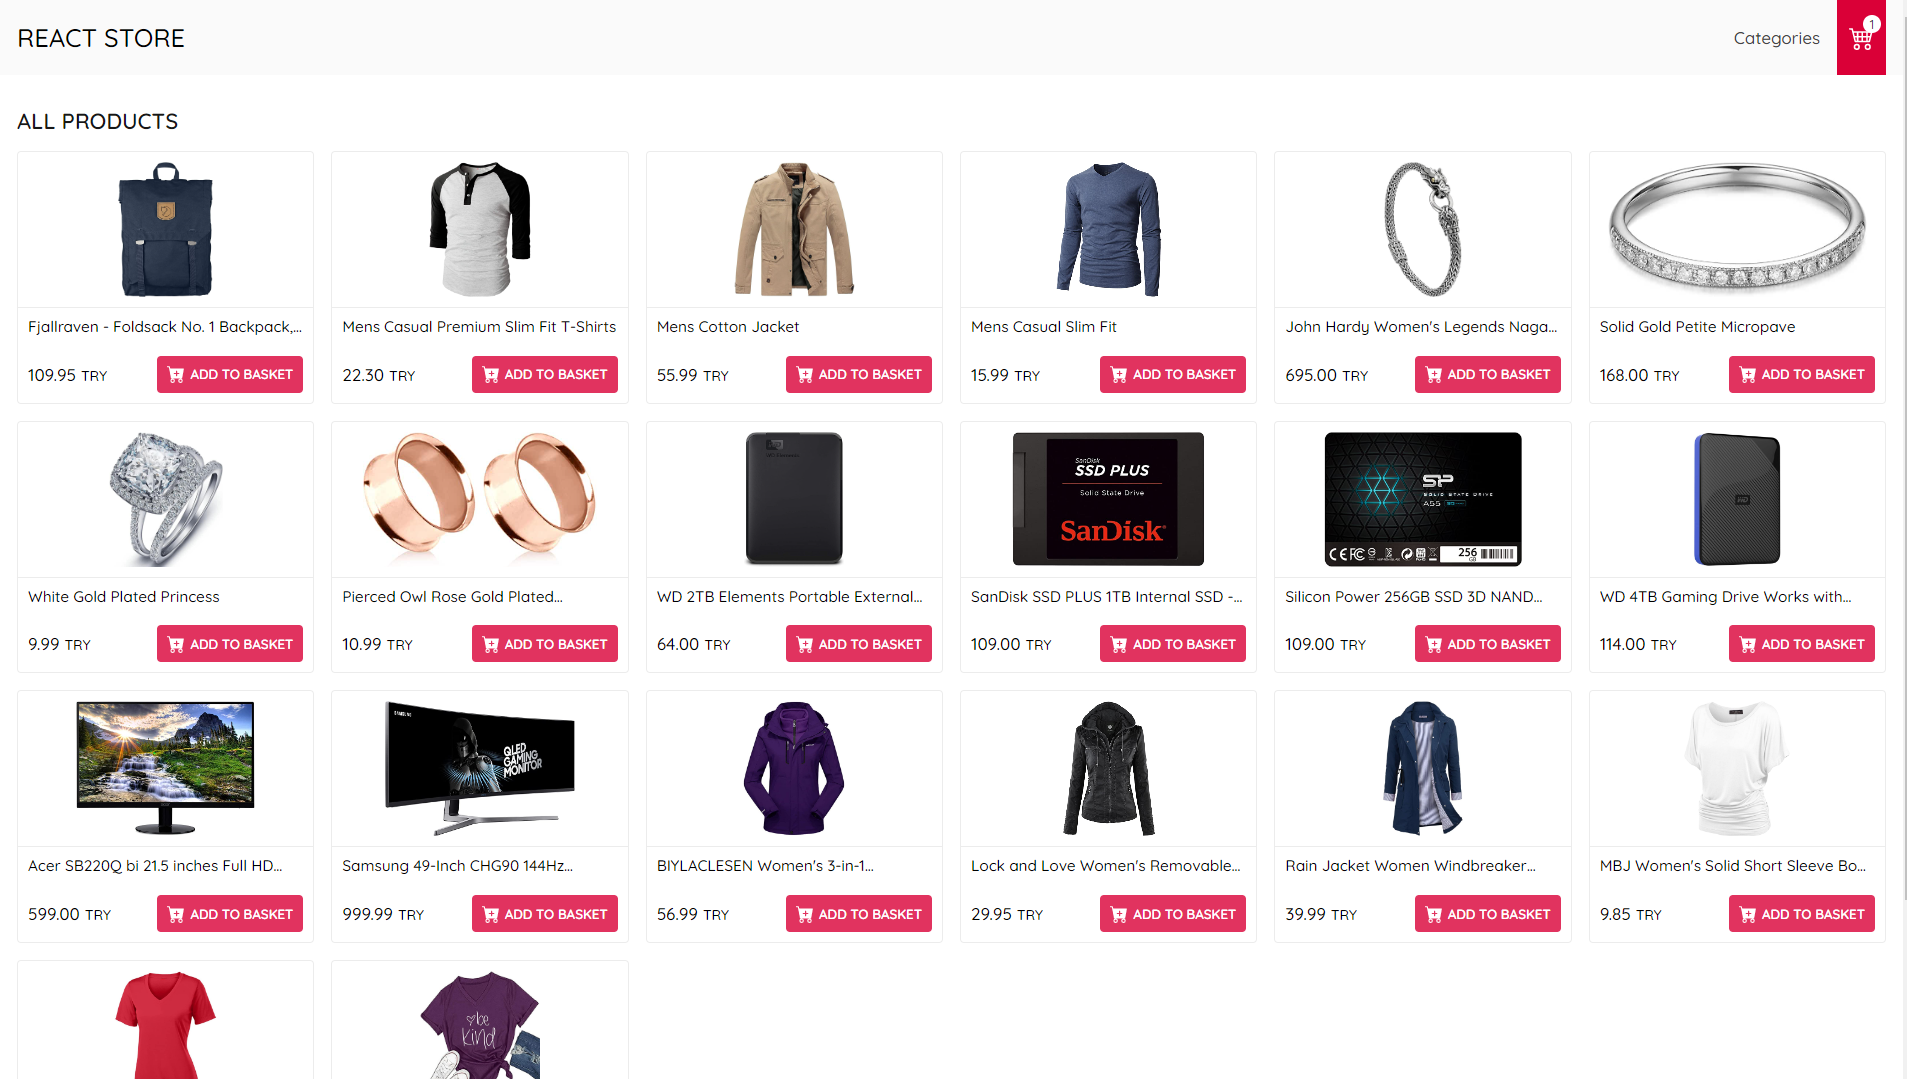 REACT STORE
Categories
1
ALL PRODUCTS
Fjallraven - Foldsack No. 1 Backpack,...
109.95 TRY
ADD TO BASKET
Mens Casual Premium Slim Fit T-Shirts
22.30 TRY
ADD TO BASKET
Mens Cotton Jacket
55.99 TRY
ADD TO BASKET
Mens Casual Slim Fit
15.99 TRY
ADD TO BASKET
John Hardy Women's Legends Naga...
695.00 TRY
ADD TO BASKET
Solid Gold Petite Micropave
168.00 TRY
ADD TO BASKET
White Gold Plated Princess
9.99 TRY
ADD TO BASKET
Pierced Owl Rose Gold Plated...
10.99 TRY
ADD TO BASKET
WD 2TB Elements Portable External...
64.00 TRY
ADD TO BASKET
SanDisk
SSD PLUS
Solid State Drive
SanDisk
SanDisk SSD PLUS 1TB Internal SSD -...
109.00 TRY
ADD TO BASKET
SP
SOLID STATE DRIVE
A55
256
GB
Silicon Power 256GB SSD 3D NAND...
109.00 TRY
ADD TO BASKET
WD
WD 4TB Gaming Drive Works with...
114.00 TRY
ADD TO BASKET
Acer SB220Q bi 21.5 inches Full HD...
599.00 TRY
ADD TO BASKET
SAMSUNG
QLED
GAMING
MONITOR
Samsung 49-Inch CHG90 144Hz...
999.99 TRY
ADD TO BASKET
BIYLACLESEN Women's 3-in-1...
56.99 TRY
ADD TO BASKET
Lock and Love Women's Removable...
29.95 TRY
ADD TO BASKET
Rain Jacket Women Windbreaker...
39.99 TRY
ADD TO BASKET
MBJ Women's Solid Short Sleeve Bo...
9.85 TRY
ADD TO BASKET
be
kind